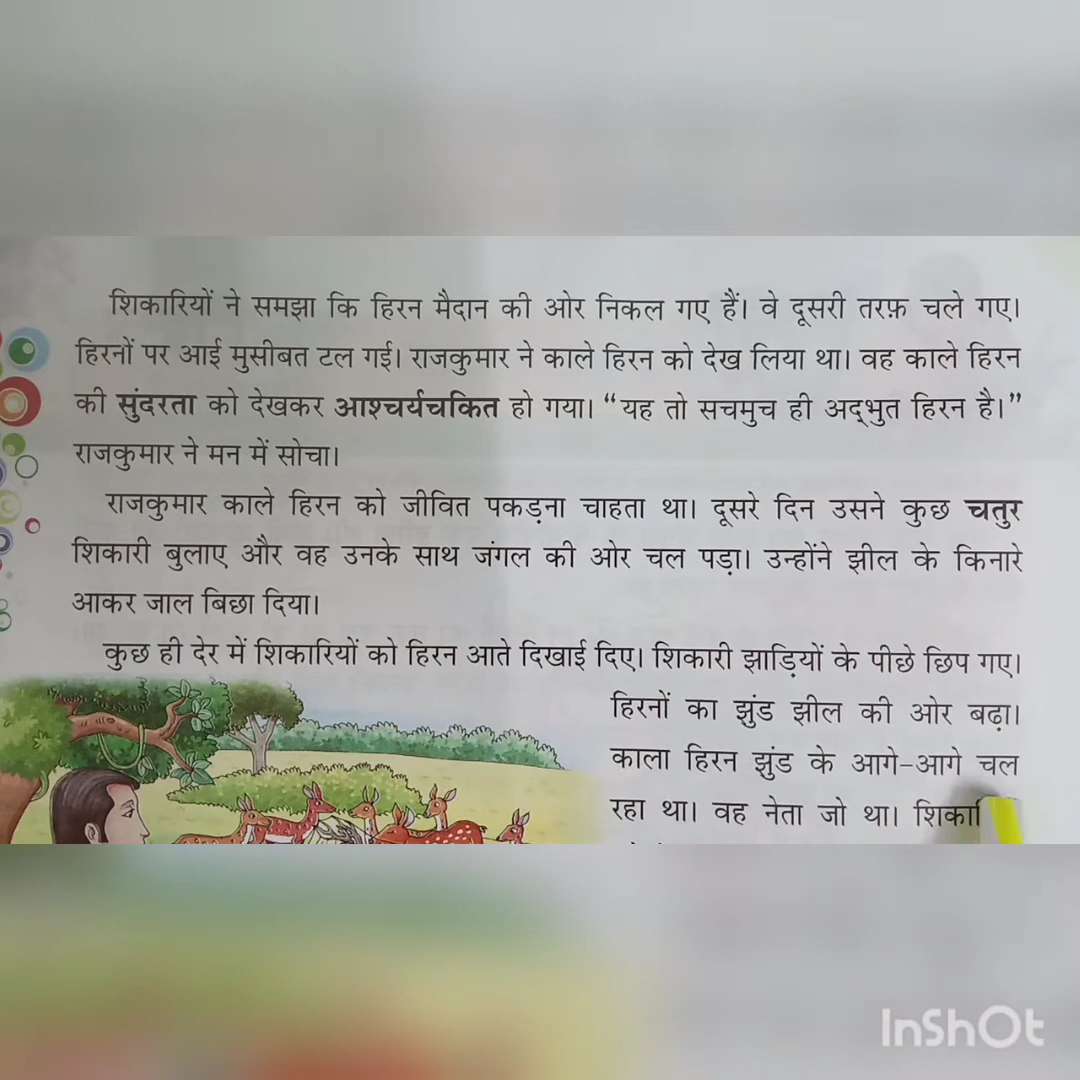 शिकारियों ने समझा कि हिरन मैदान की ओर निकल गए हैं। वे दूसरी तरफ़ चले गए।
हिरनों पर आई मुसीबत टल गई। राजकुमार ने काले हिरन को देख लिया था। वह काले हिरन
की सुंदरता को देखकर आश्चर्यचकित हो गया। “यह तो सचमुच ही अद्भुत हिरन है।”
राजकुमार ने मन में सोचा।
राजकुमार काले हिरन को जीवित पकड़ना चाहता था। दूसरे दिन उसने कुछ चतुर
शिकारी बुलाए और वह उनके साथ जंगल की ओर चल पड़ा। उन्होंने झील के किनारे
आकर जाल बिछा दिया।
कुछ ही देर में शिकारियों को हिरन आते दिखाई दिए। शिकारी झाड़ियों के पीछे छिप गए।
हिरनों का झुंड झील की ओर बढ़ा।
काला हिरन झुंड के आगे-आगे चल
रहा था। वह नेता जो था।
InShOt